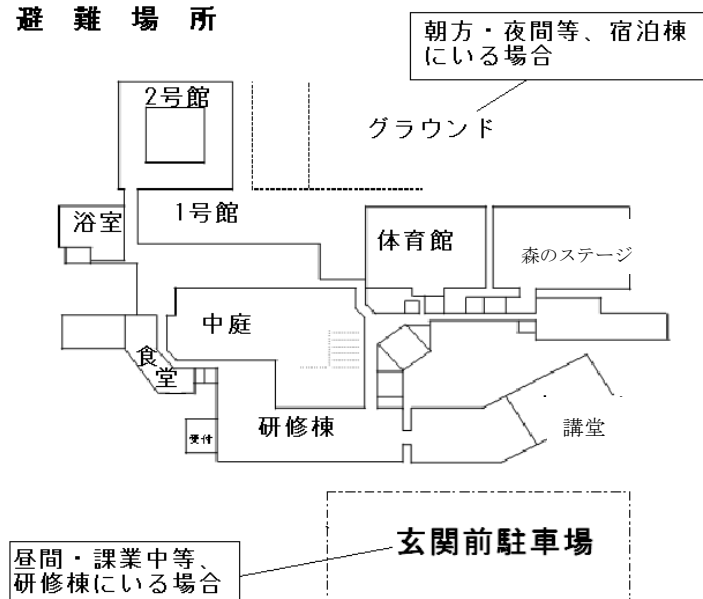 避難場所
朝方・夜間等、宿泊棟
にいる場合
2号館
グラウンド
浴室
1号館
体育館
森のステージ
中庭
食堂
研修棟
受付
講堂
玄関前駐車場
昼間・課業中等、
研修棟にいる場合